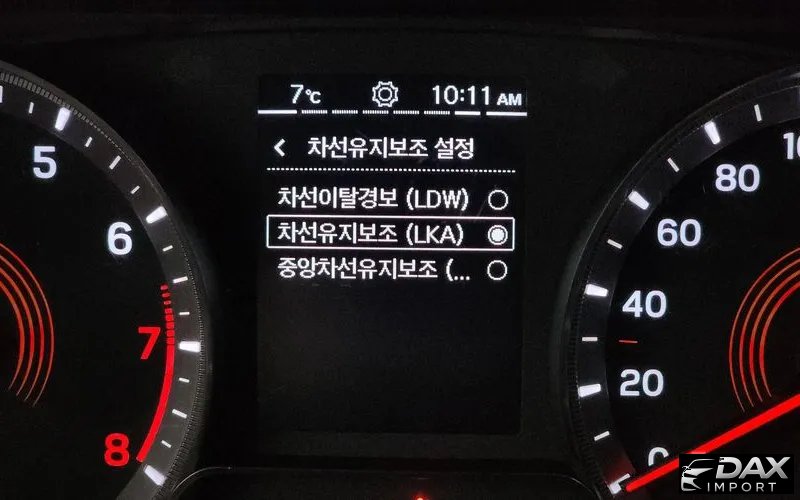 7°C 10:11 AM
< 차선유지보조 설정
차선이탈경보 (LDW)
차선유지보조 (LKA)
중앙차선유지보조 (...
5
6
7
8
80
60
40
20
0
DAX
IMPORT